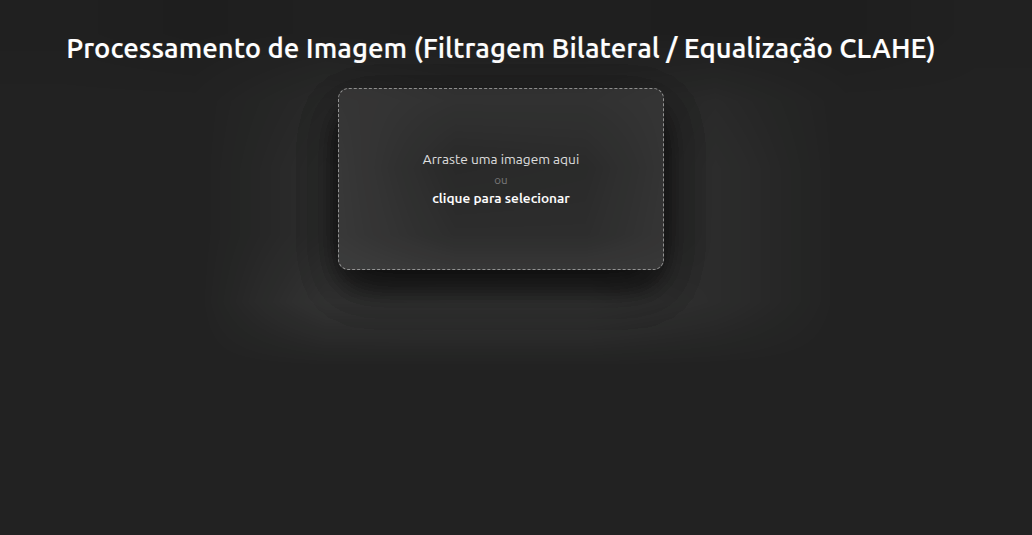 Processamento de Imagem (Filtragem Bilateral / Equalização CLAHE)
Arraste uma imagem aqui
ou
clique para selecionar